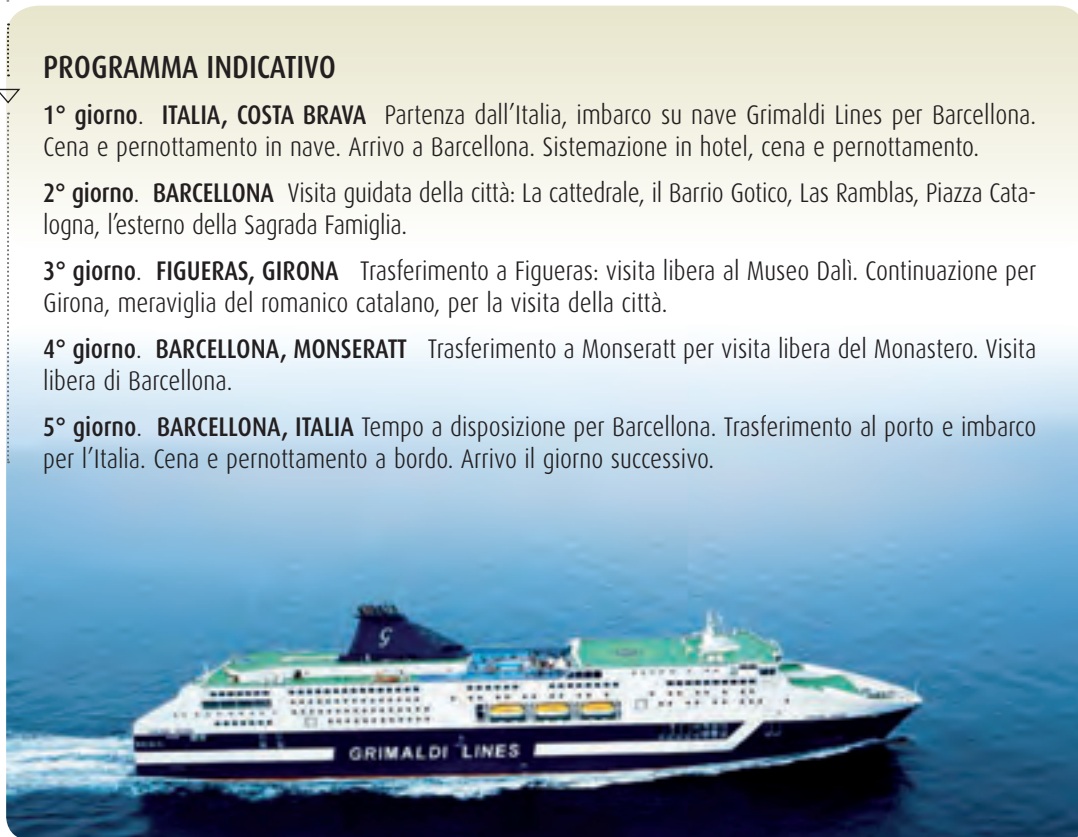 PROGRAMMA INDICATIVO
1° giorno. ITALIA, COSTA BRAVA Partenza dall'Italia, imbarco su nave Grimaldi Lines per Barcellona.
Cena e pernottamento in nave. Arrivo a Barcellona. Sistemazione in hotel, cena e pernottamento.
2° giorno. BARCELLONA Visita guidata della città: La cattedrale, il Barrio Gotico, Las Ramblas, Piazza Cata-
logna, l'esterno della Sagrada Famiglia.
3° giorno. FIGUERAS, GIRONA Trasferimento a Figueras: visita libera al Museo Dalì. Continuazione per
Girona, meraviglia del romanico catalano, per la visita della città.
4° giorno. BARCELLONA, MONSERATT Trasferimento a Monseratt per visita libera del Monastero. Visita
libera di Barcellona.
5° giorno. BARCELLONA, ITALIA Tempo a disposizione per Barcellona. Trasferimento al porto e imbarco
per l'Italia. Cena e pernottamento a bordo. Arrivo il giorno successivo.
G
GRIMALDI LINES